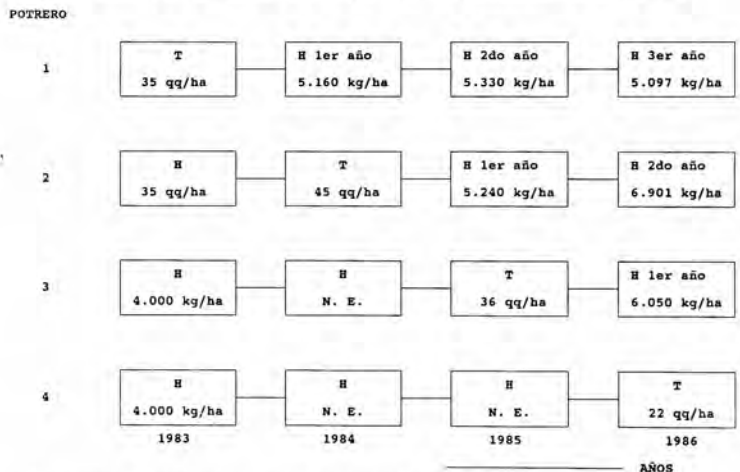 POTRERO
1
T
35 qq/ha
H 1er año
5.160 kg/ha
H 2do año
5.330 kg/ha
H 3er año
5.097 kg/ha
2
H
35 qq/ha
T
45 qq/ha
H 1er año
5.240 kg/ha
H 2do año
6.901 kg/ha
3
H
4.000 kg/ha
H
N. E.
T
36 qq/ha
H 1er año
6.050 kg/ha
4
H
4.000 kg/ha
H
N. E.
H
N. E.
T
22 qq/ha
1983 1984 1985 1986
AÑOS